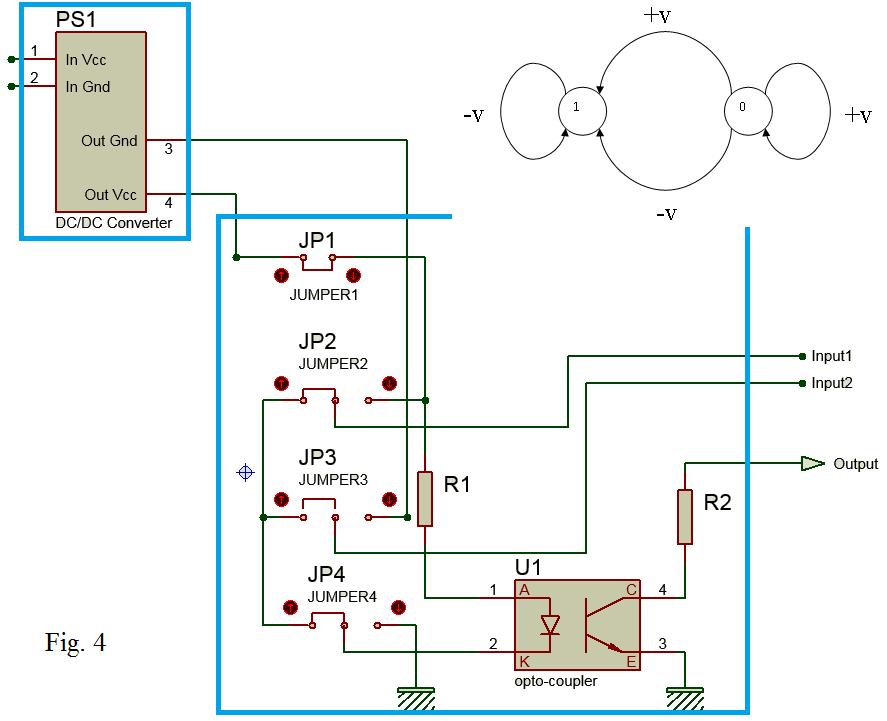 PS1
1 In Vcc
2 In Gnd
Out Gnd 3
Out Vcc 4
DC/DC Converter
+v
-v 1 0 +v
-v
JP1
JUMPER1
JP2
JUMPER2
Input1
Input2
JP3
JUMPER3
Output
R1
R2
JP4
JUMPER4
U1
1 A C 4
2 K E 3
opto-coupler
Fig. 4